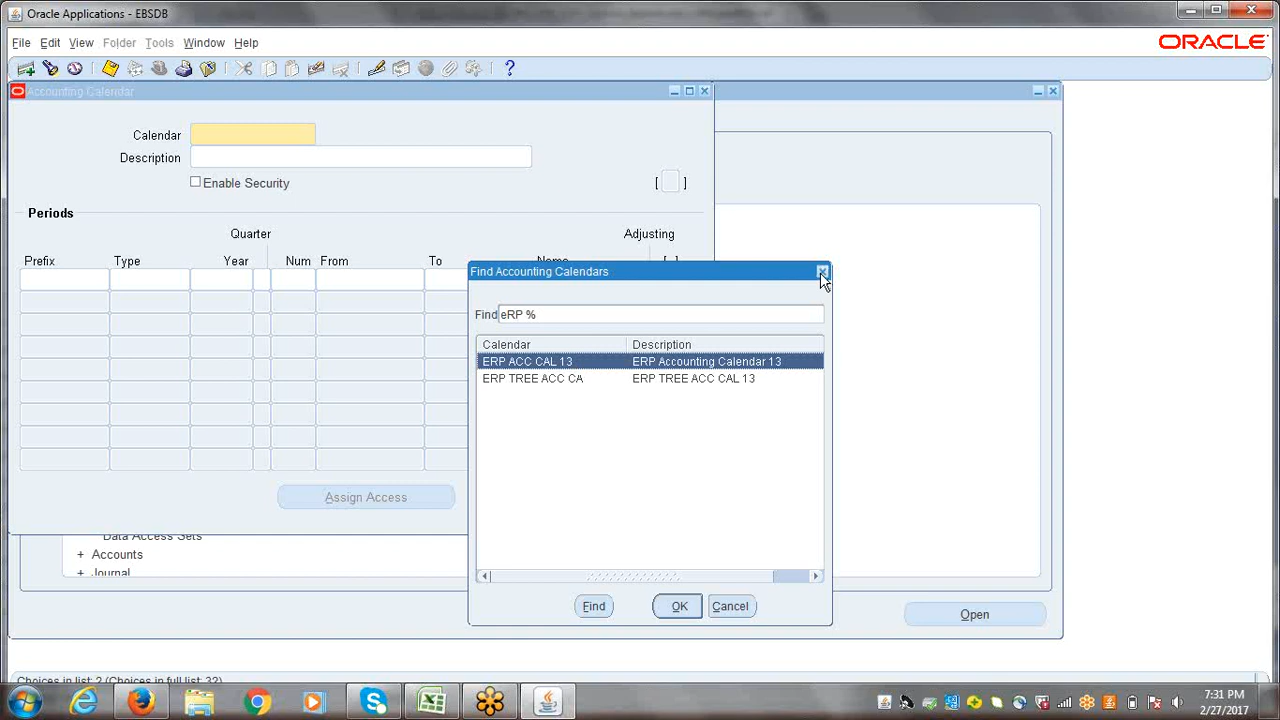 Oracle Applications - EBSDB
File Edit View Folder Tools Window Help
ORACLE
Accounting Calendar
Calendar
Description
Enable Security
[ ]
Periods
Quarter
Adjusting
Prefix Type Year Num From To Name [ ]
Find Accounting Calendars
Find eRP %
Calendar Description
ERP ACC CAL 13 ERP Accounting Calendar 13
ERP TREE ACC CA ERP TREE ACC CAL 13
Assign Access
Data Access Sets
+ Accounts
+ Journal
Find OK Cancel
Open
Choices in list: 2 (Choices in full list: 32)
7:31 PM
2/27/2017